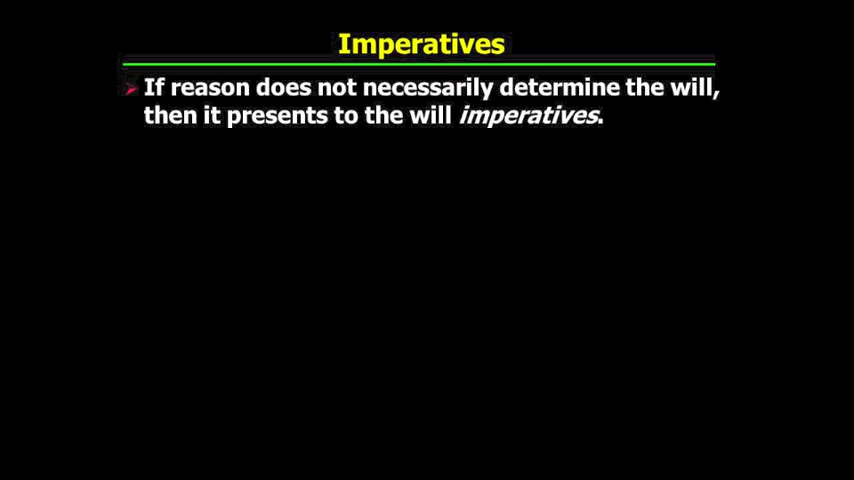 Imperatives
If reason does not necessarily determine the will,
then it presents to the will imperatives.